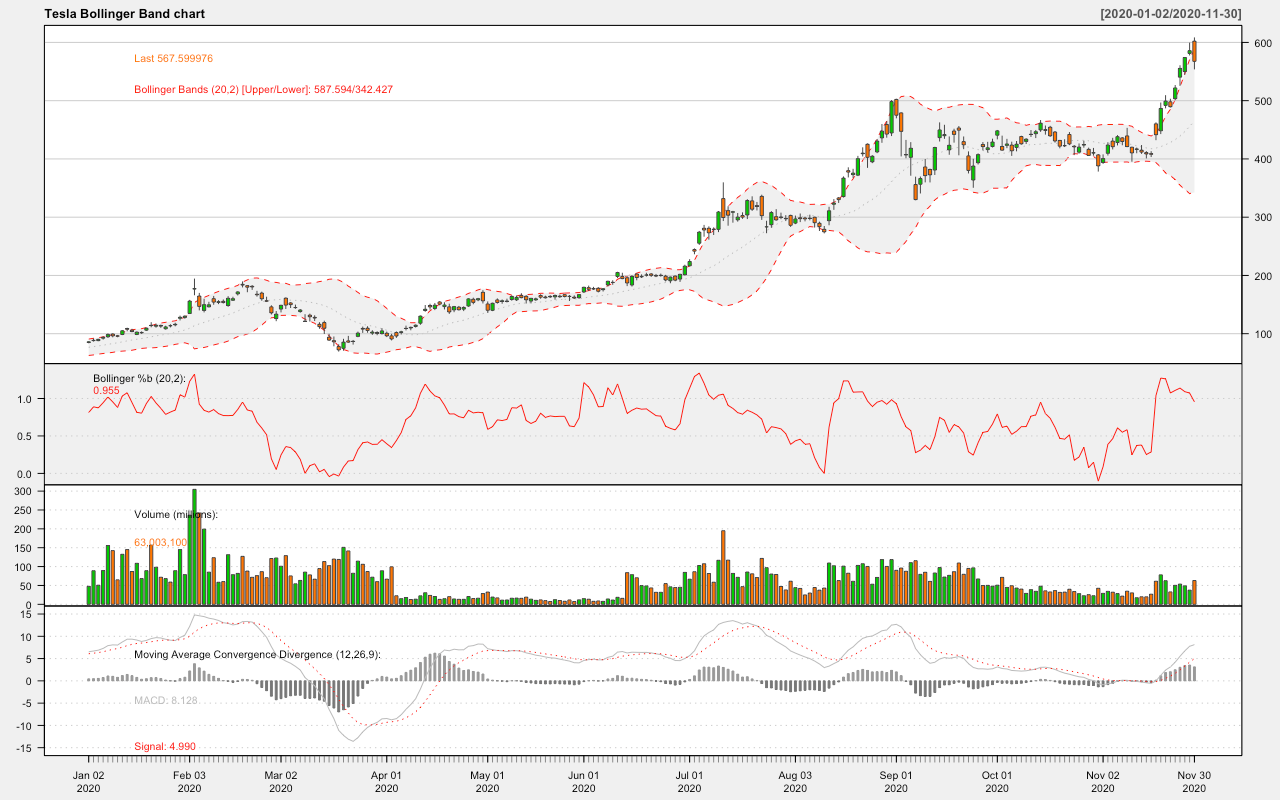 Tesla Bollinger Band chart [2020-01-02/2020-11-30]
Last 567.599976
Bollinger Bands (20,2) [Upper/Lower]: 587.594/342.427
600
500
400
300
200
100
Bollinger %b (20,2):
0.955
1.0
0.5
0.0
Volume (millions):
63,003,100
300
250
200
150
100
50
0
Moving Average Convergence Divergence (12,26,9):
MACD: 8.128
Signal: 4.990
15
10
5
0
-5
-10
-15
Jan 02 Feb 03 Mar 02 Apr 01 May 01 Jun 01 Jul 01 Aug 03 Sep 01 Oct 01 Nov 02 Nov 30
2020 2020 2020 2020 2020 2020 2020 2020 2020 2020 2020 2020